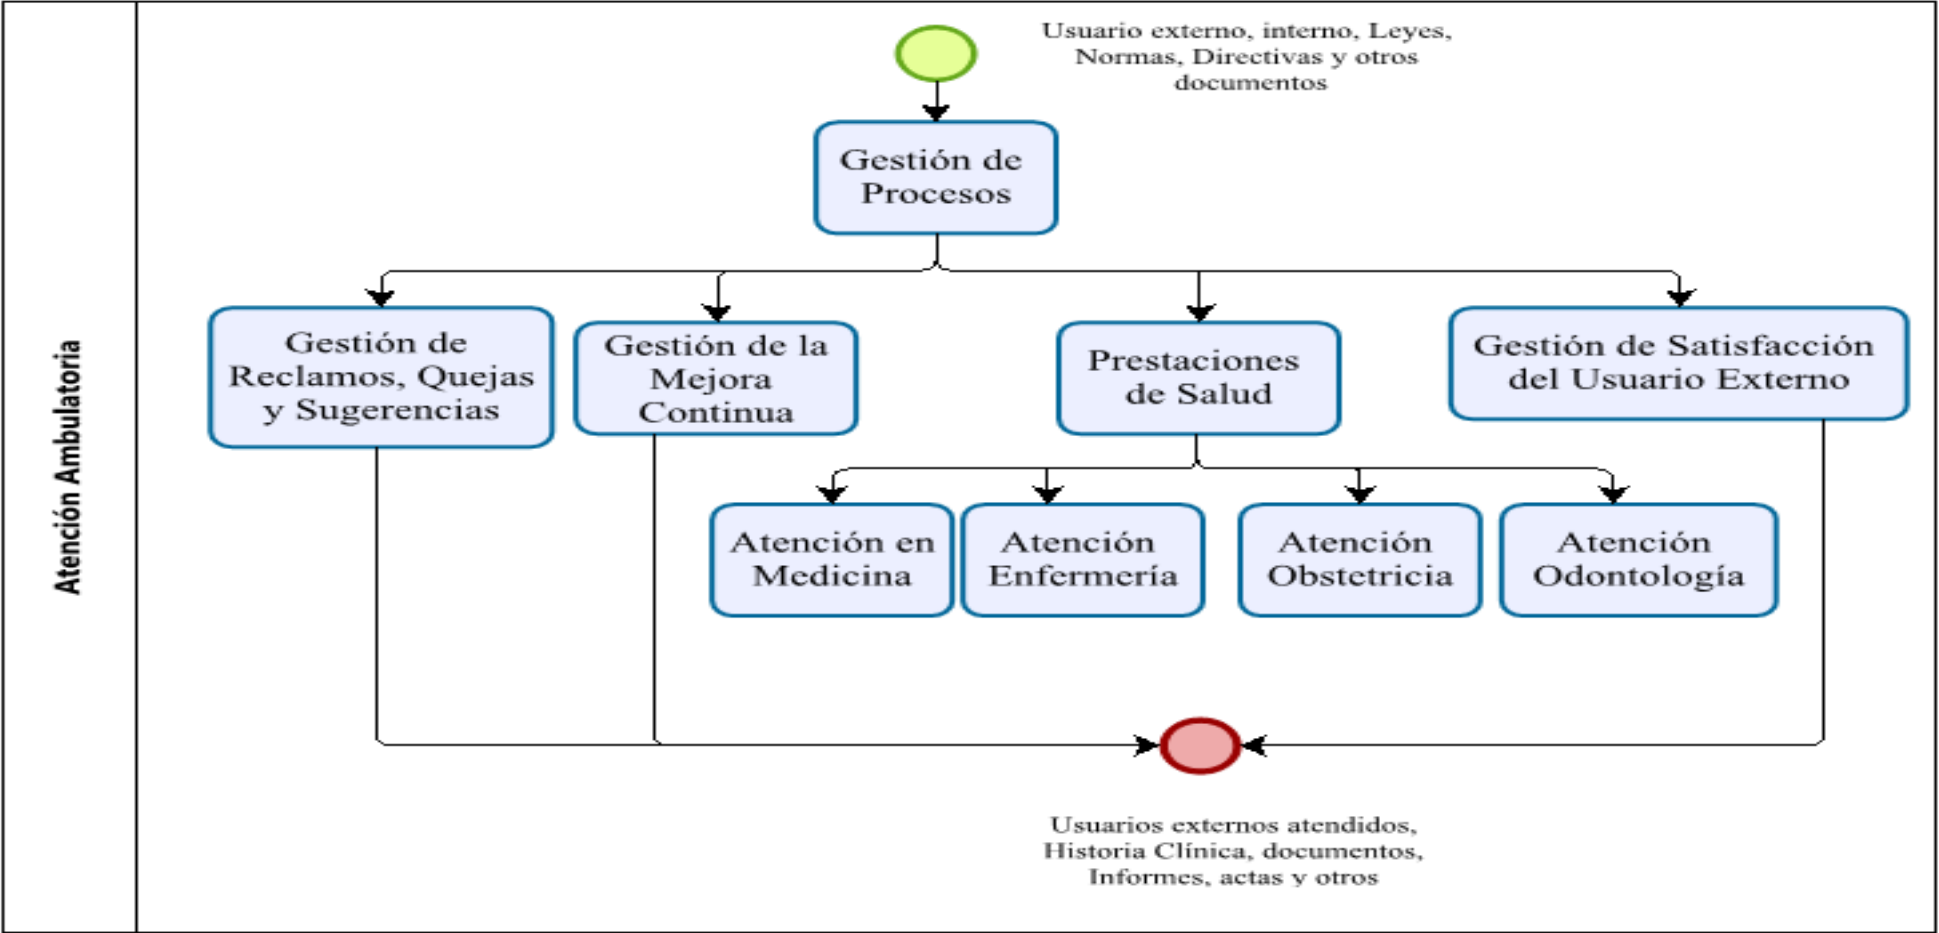 Atención Ambulatoria
Usuario externo, interno, Leyes,
Normas, Directivas y otros
documentos
Gestión de
Procesos
Gestión de
Reclamos, Quejas
y Sugerencias
Gestión de la
Mejora
Continua
Prestaciones
de Salud
Gestión de Satisfacción
del Usuario Externo
Atención en
Medicina
Atención
Enfermería
Atención
Obstetricia
Atención
Odontología
Usuarios externos atendidos,
Historia Clínica, documentos,
Informes, actas y otros